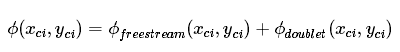 ϕ(x_{ci}, y_{ci}) = ϕ_{freestream}(x_{ci}, y_{ci}) + ϕ_{doublet}(x_{ci}, y_{ci})